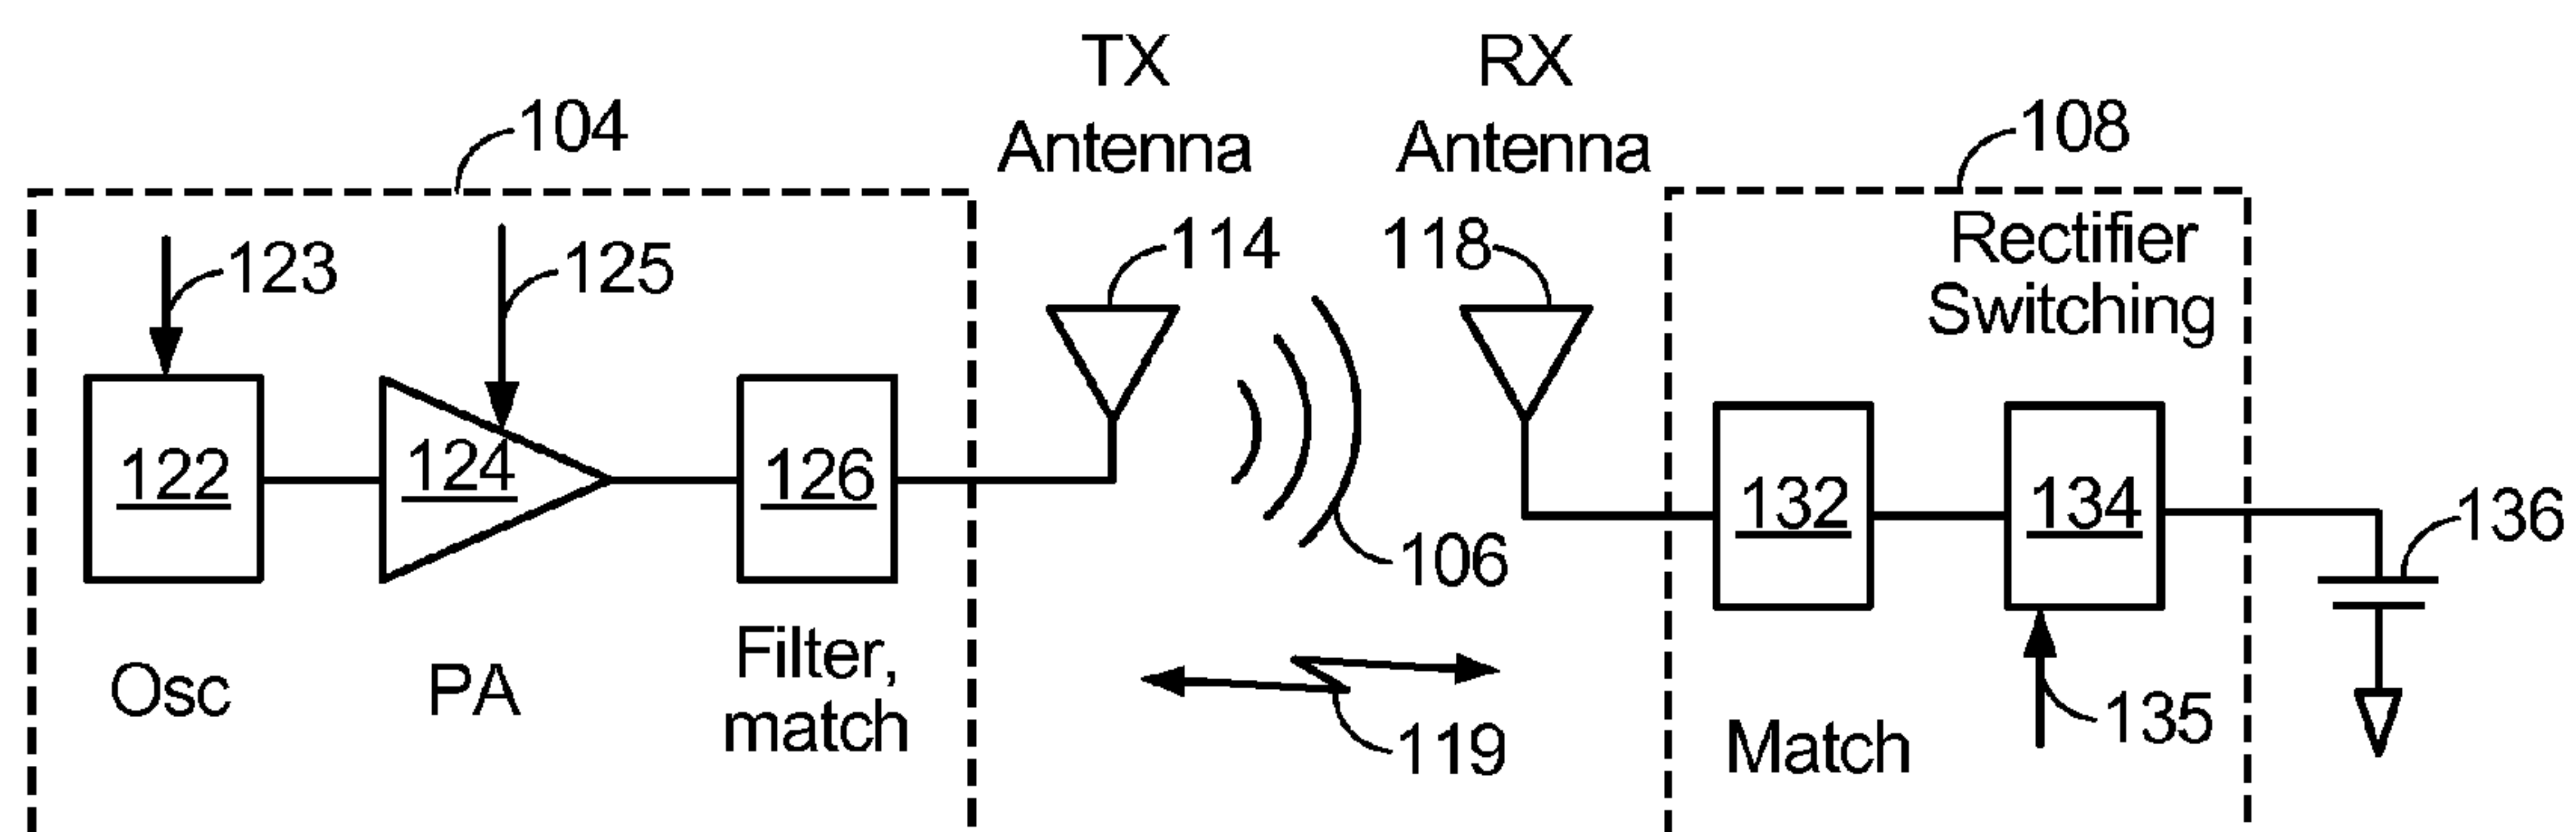 TX
Antenna
RX
Antenna
104
108
Rectifier
Switching
123
125
114
118
122
124
126
132
134
136
106
Osc
PA
Filter,
match
119
Match
135